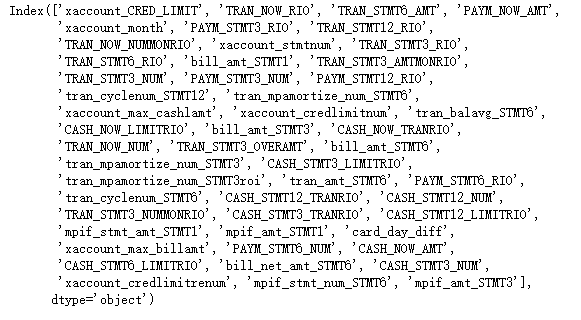 Index(['xaccount_CRED_LIMIT', 'TRAN_NOW_RIO', 'TRAN_STMT6_AMT', 'PAYM_NOW_AMT',
'xaccount_month', 'PAYM_STMT3_RIO', 'TRAN_STMT12_RIO',
'TRAN_NOW_NUMMONRIO', 'xaccount_stmtnum', 'TRAN_STMT3_RIO',
'TRAN_STMT6_RIO', 'bill_amt_STMT1', 'TRAN_STMT3_AMTMONRIO',
'TRAN_STMT3_NUM', 'PAYM_STMT3_NUM', 'PAYM_STMT12_RIO',
'tran_cyclenum_STMT12', 'tran_mpamortize_num_STMT6',
'xaccount_max_cashlamt', 'xaccount_credlimitnum', 'tran_balavg_STMT6',
'CASH_NOW_LIMITRIO', 'bill_amt_STMT3', 'CASH_NOW_TRANRIO',
'TRAN_NOW_NUM', 'TRAN_STMT3_OVERAMT', 'bill_amt_STMT6',
'tran_mpamortize_num_STMT3', 'CASH_STMT3_LIMITRIO',
'tran_mpamortize_num_STMT3roi', 'tran_amt_STMT6', 'PAYM_STMT6_RIO',
'tran_cyclenum_STMT6', 'CASH_STMT12_TRANRIO', 'CASH_STMT12_NUM',
'TRAN_STMT3_NUMMONRIO', 'CASH_STMT3_TRANRIO', 'CASH_STMT12_LIMITRIO',
'mpif_stmt_amt_STMT1', 'mpif_amt_STMT1', 'card_day_diff',
'xaccount_max_billamt', 'PAYM_STMT6_NUM', 'CASH_NOW_AMT',
'CASH_STMT6_LIMITRIO', 'bill_net_amt_STMT6', 'CASH_STMT3_NUM',
'xaccount_credlimitrenum', 'mpif_stmt_num_STMT6', 'mpif_amt_STMT3'],
dtype='object')